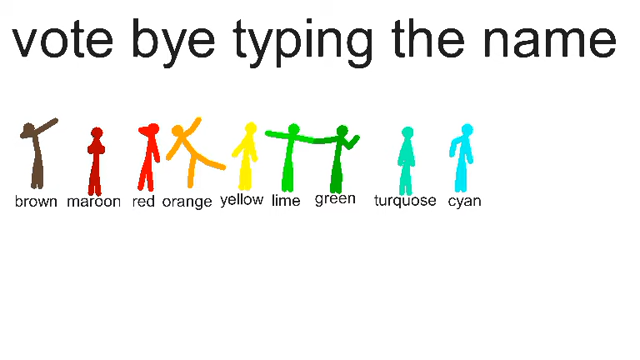 vote bye typing the name
brown maroon red orange yellow lime green turquose cyan